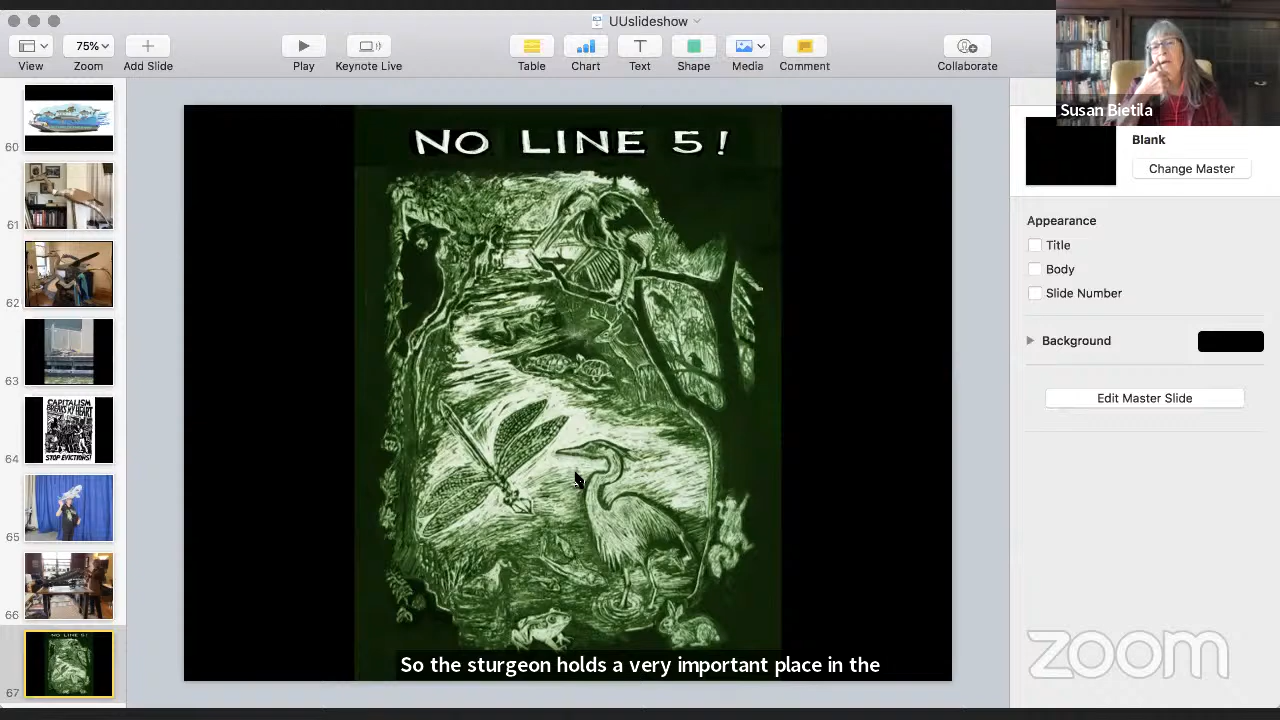 UUslideshow
75%
View
Zoom
Add Slide
Play
Keynote Live
Table
Chart
Text
Shape
Media
Comment
Collaborate
Susan Bietila
60
61
62
63
CAPITALISM
BREAKS MY HEART
STOP EVICTIONS!
64
65
66
NO LINE 5!
67
NO LINE 5!
So the sturgeon holds a very important place in the
Blank
Change Master
Appearance
Title
Body
Slide Number
Background
Edit Master Slide
zoom